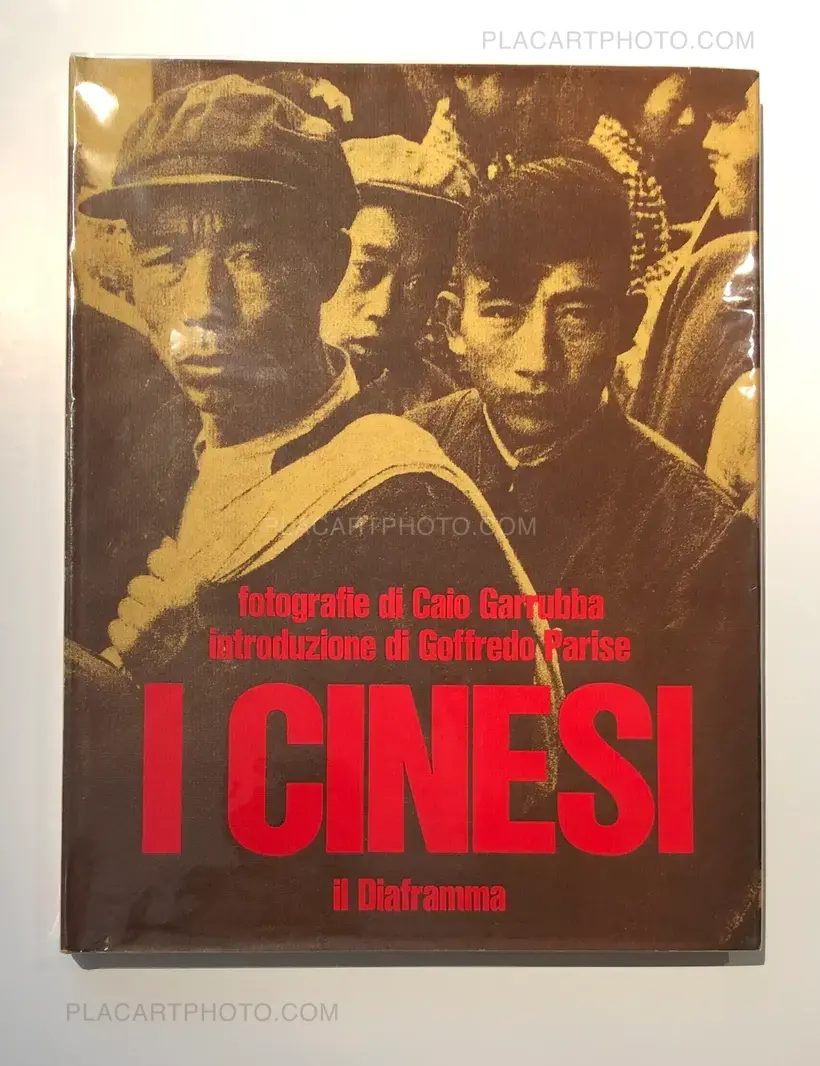 PLACARTPHOTO.COM
PLACARTPHOTO.COM
fotografie di Caio Garrubba
introduzione di Goffredo Parise
I CINESI
il Diaframma
PLACARTPHOTO.COM